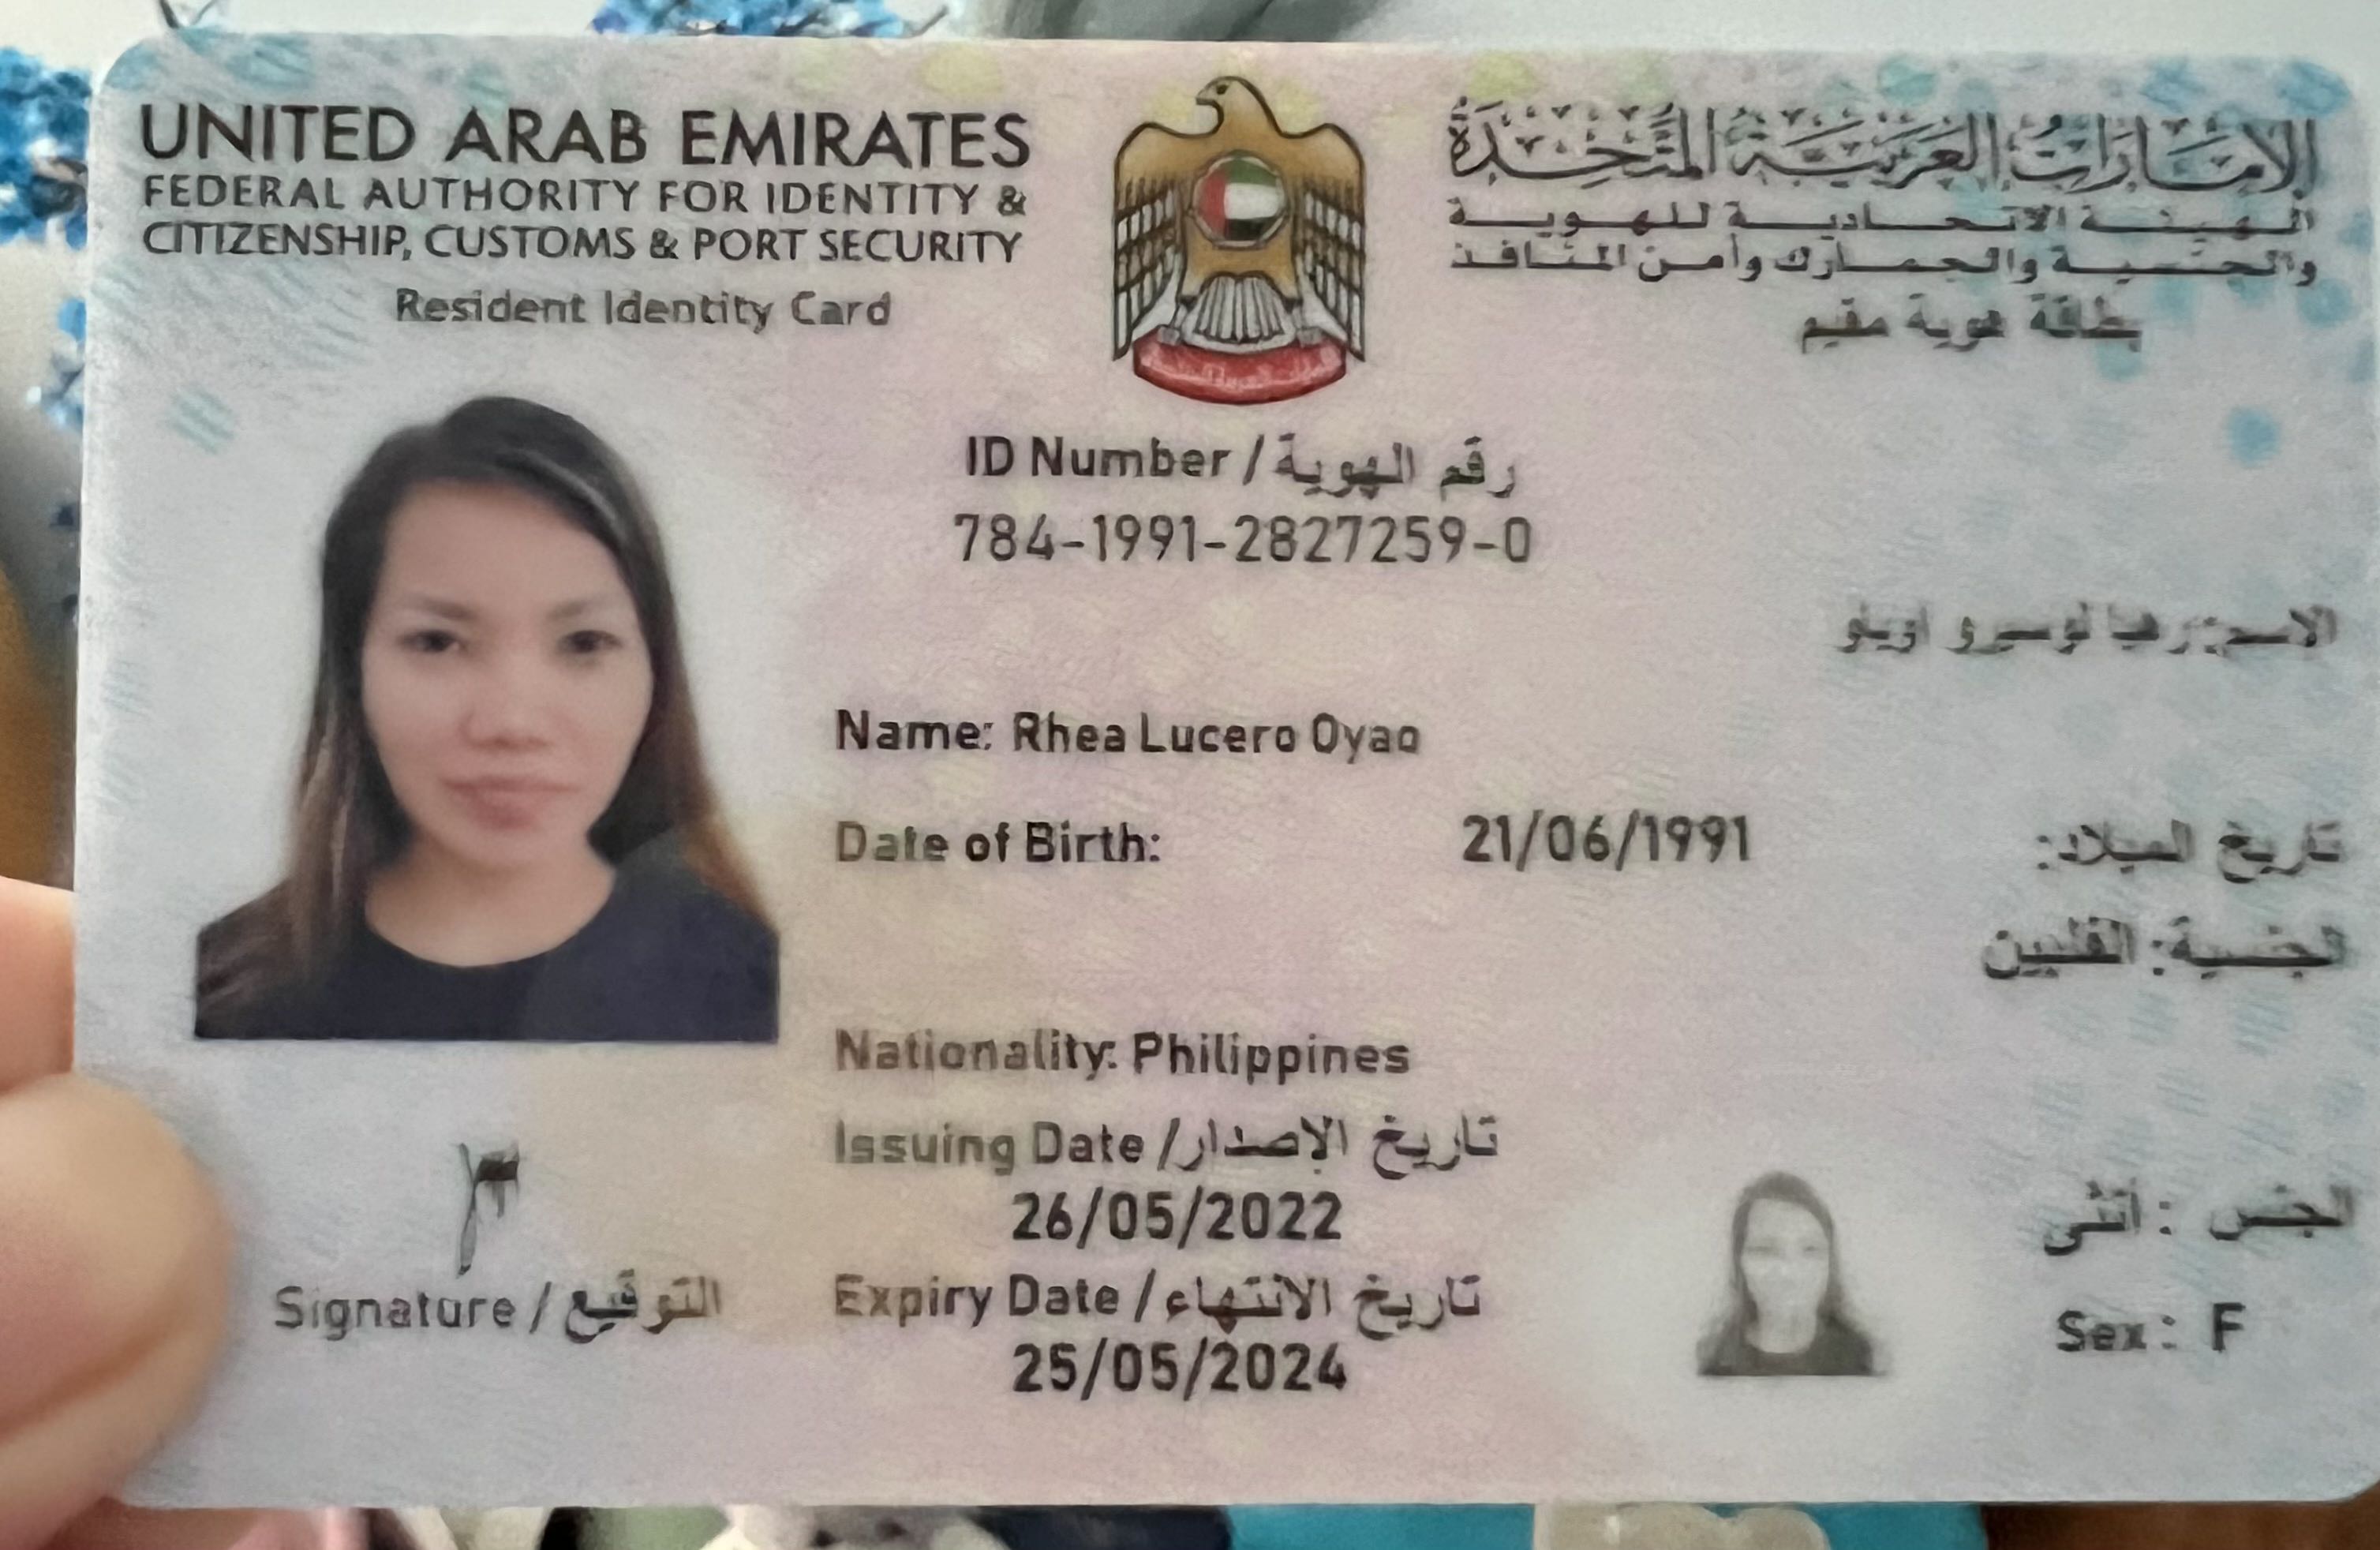 UNITED ARAB EMIRATES
FEDERAL AUTHORITY FOR IDENTITY &
CITIZENSHIP, CUSTOMS & PORT SECURITY
Resident Identity Card
الإمارات العربية المتحدة
الهيئة الاتحادية للهوية
والجنسية والجمارك وأمن المنافذ
بطاقة هوية مقيم
ID Number / رقم الهوية
784-1991-2827259-0
الاسم: لوسيرو
Name: Rhea Lucero Oyao
Date of Birth: 21/06/1991 تاريخ الميلاد:
الجنسية: الفلبين
Nationality: Philippines
Issuing Date / تاريخ الإصدار
26/05/2022
Expiry Date / تاريخ الانتهاء
25/05/2024
Signature / التوقيع
الجنس : أنثى
Sex: F